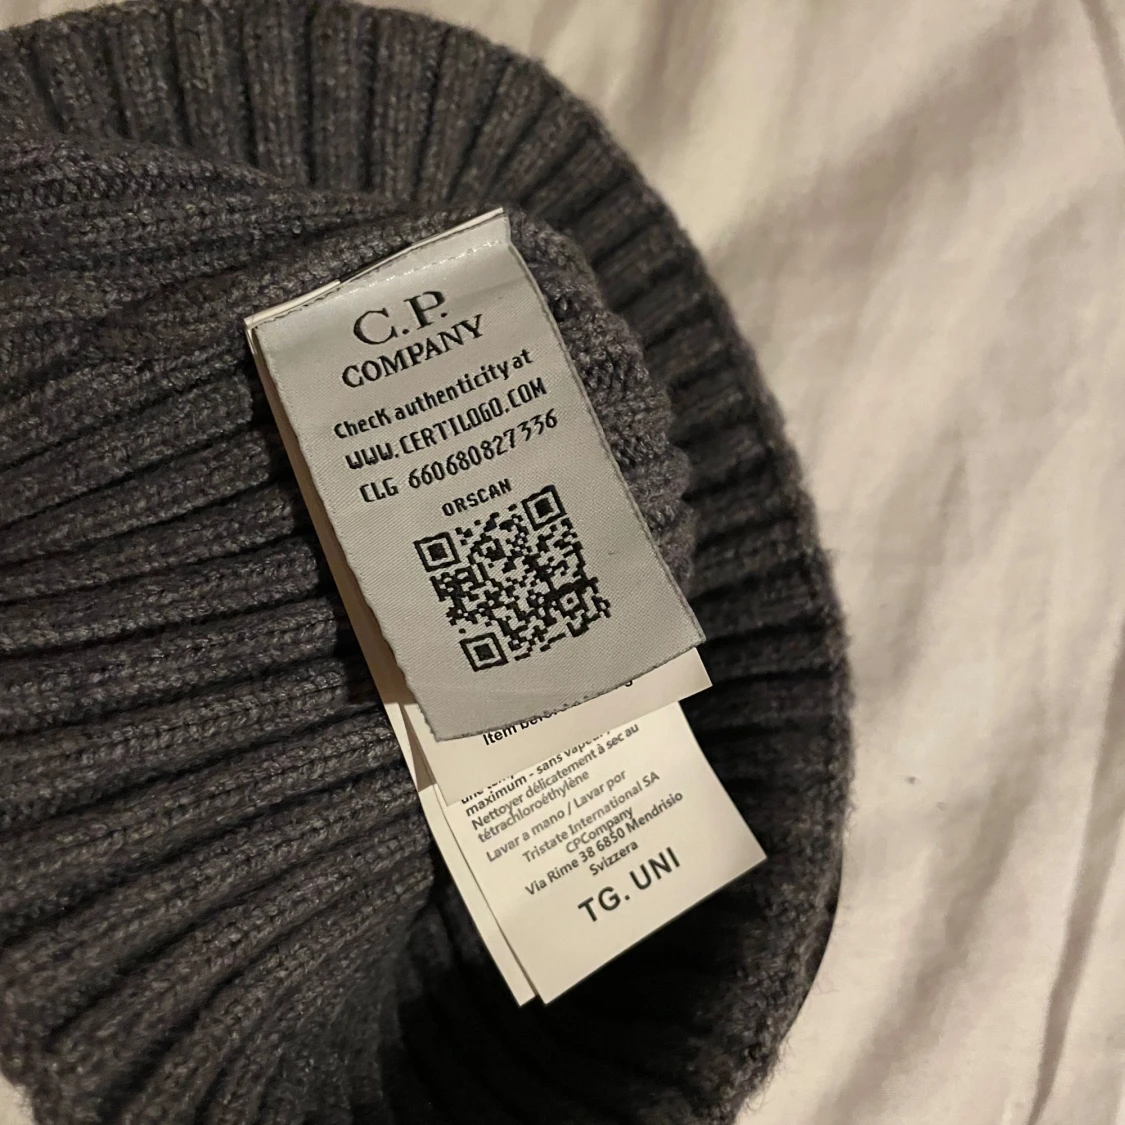 C.P.
COMPANY
Check authenticity at
WWW.CERTILOGO.COM
CLG 660680827336
ORSCAN
Item
maximum - sans vapeur /
Nettoyer délicatement à sec au
tétrachloroéthylène
Lavar a mano / Lavar por
Tristate International SA
CPCompany
Via Rime 38 6850 Mendrisio
Svizzera
TG. UNI